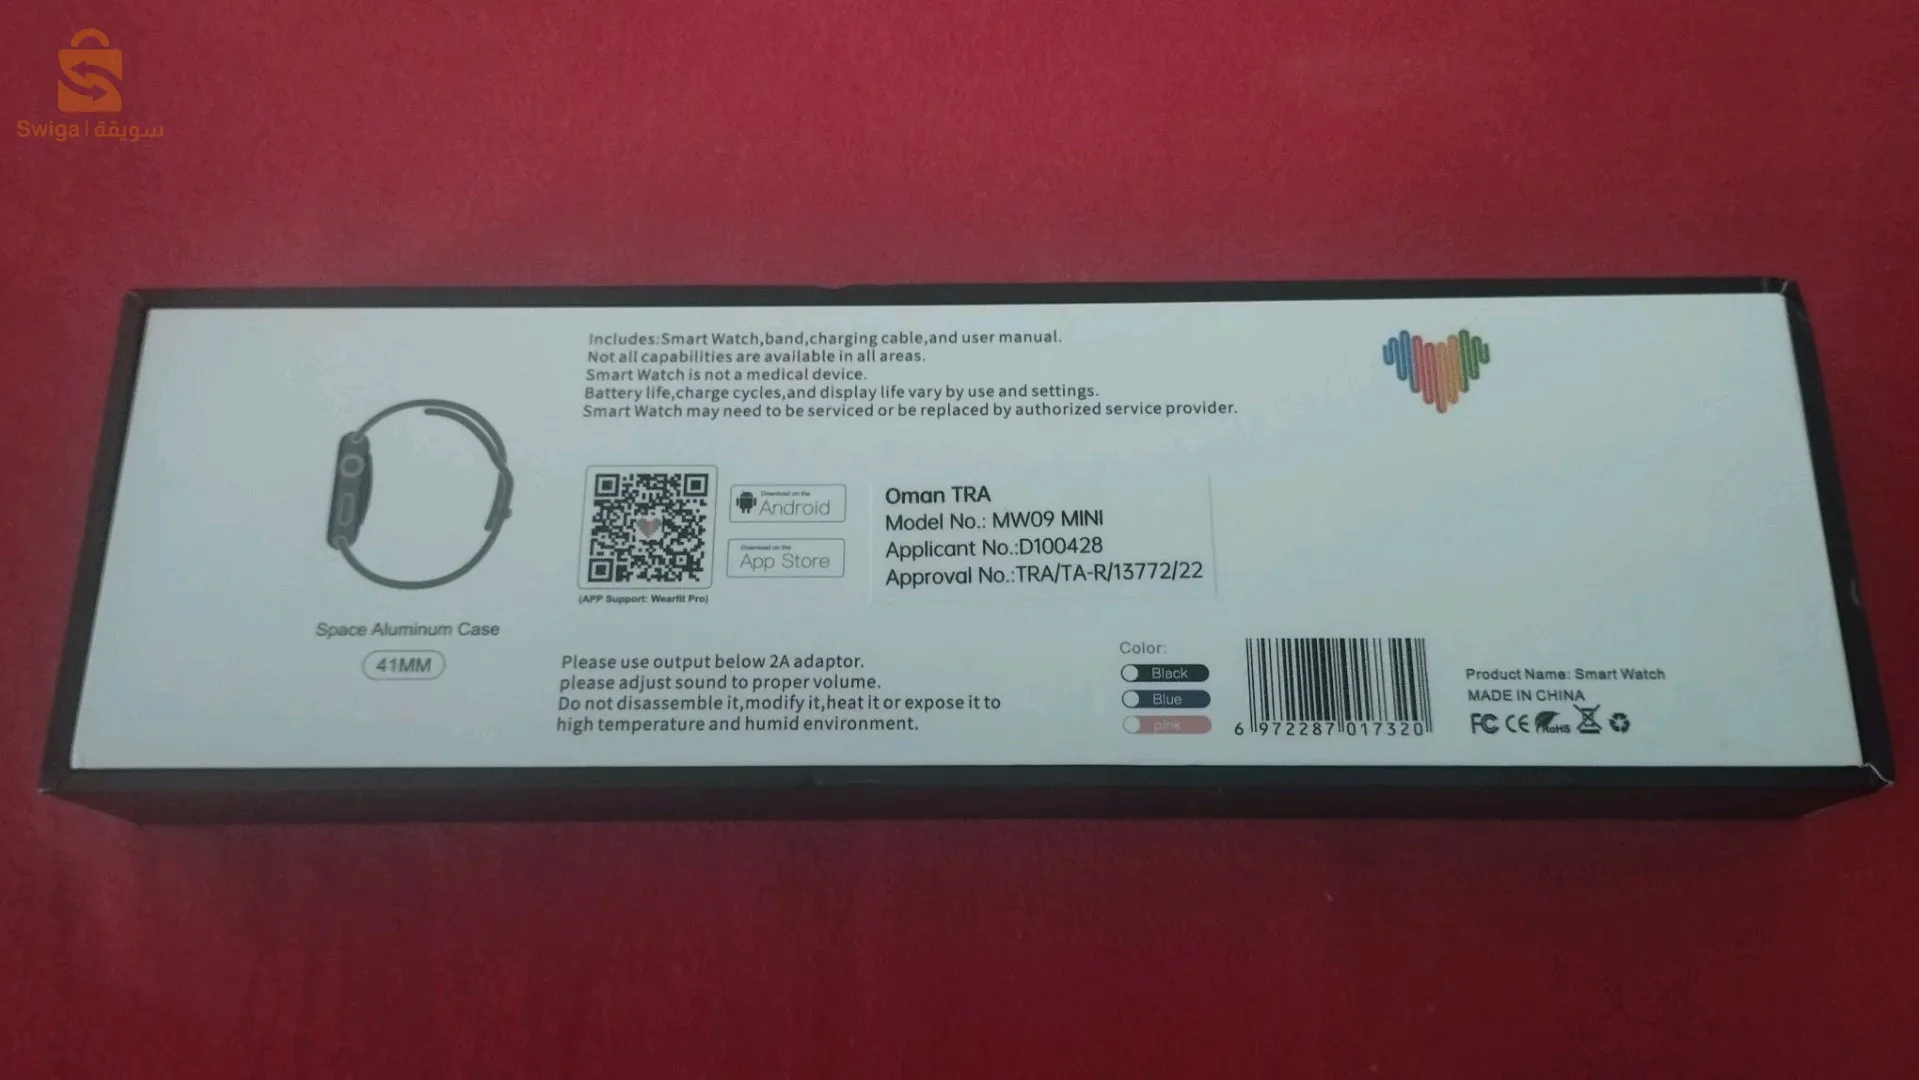 Swiga | سويقة
Includes:Smart Watch,band,charging cable,and user manual.
Not all capabilities are available in all areas.
Smart Watch is not a medical device.
Battery life,charge cycles,and display life vary by use and settings.
Smart Watch may need to be serviced or be replaced by authorized service provider.
Download on the
Android
Download on the
App Store
(APP Support: Wearfit Pro)
Oman TRA
Model No.: MW09 MINI
Applicant No.:D100428
Approval No.:TRA/TA-R/13772/22
Space Aluminum Case
41MM
Please use output below 2A adaptor.
please adjust sound to proper volume.
Do not disassemble it,modify it,heat it or expose it to
high temperature and humid environment.
Color:
Black
Blue
pink
6 972287 017320
Product Name: Smart Watch
MADE IN CHINA
FC CE RoHS